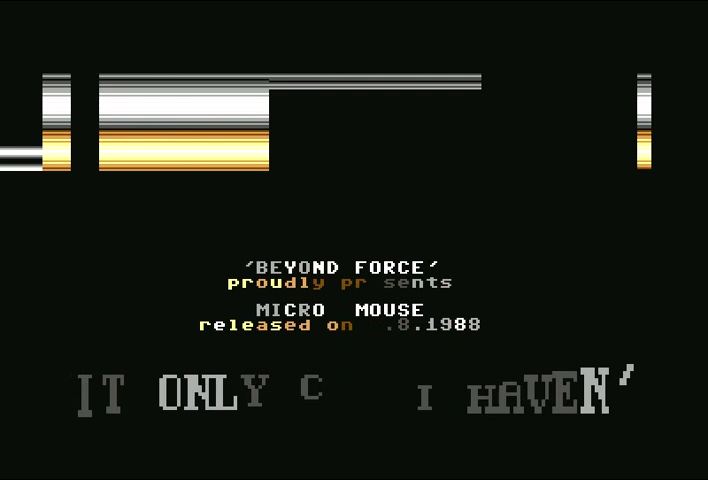 'BEYOND FORCE'
proudly pr sents
MICRO MOUSE
released on .8.1988
IT ONLY C I HAVEN'